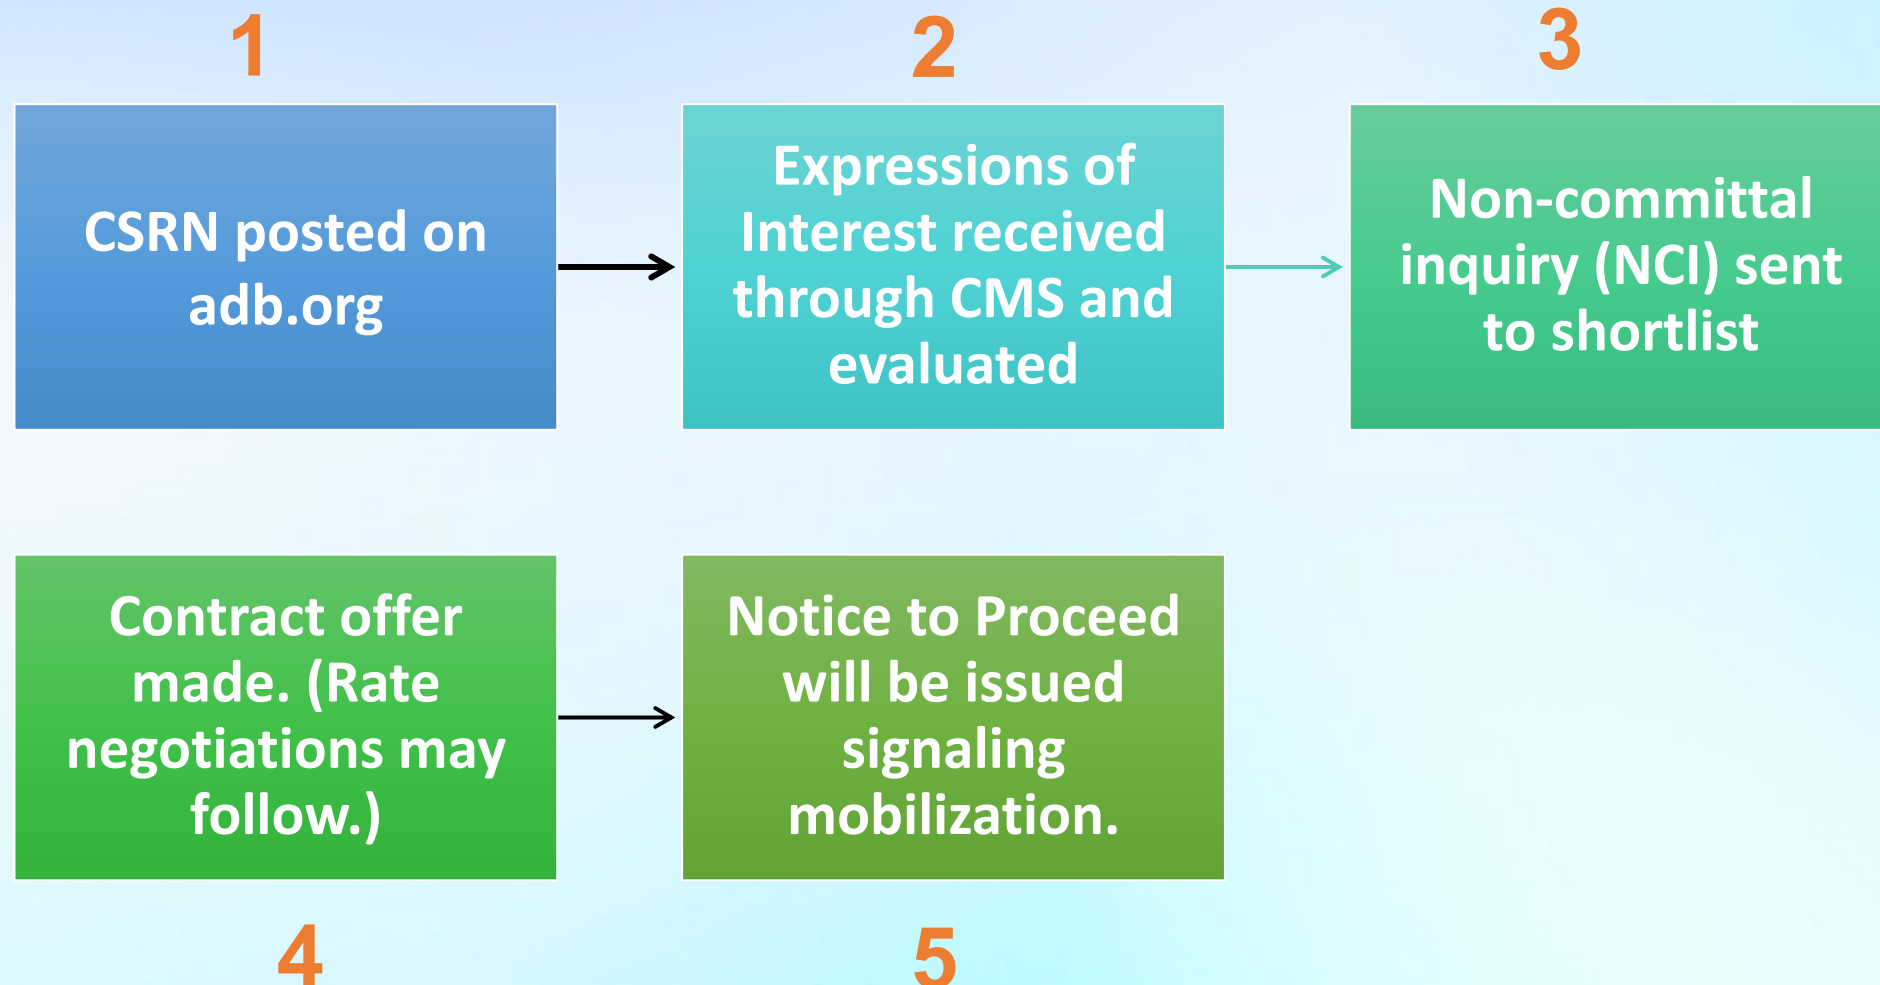 1
2
3
CSRN posted on
adb.org
Expressions of
Interest received
through CMS and
evaluated
Non-committal
inquiry (NCI) sent
to shortlist
Contract offer
made. (Rate
negotiations may
follow.)
Notice to Proceed
will be issued
signaling
mobilization.
4
5